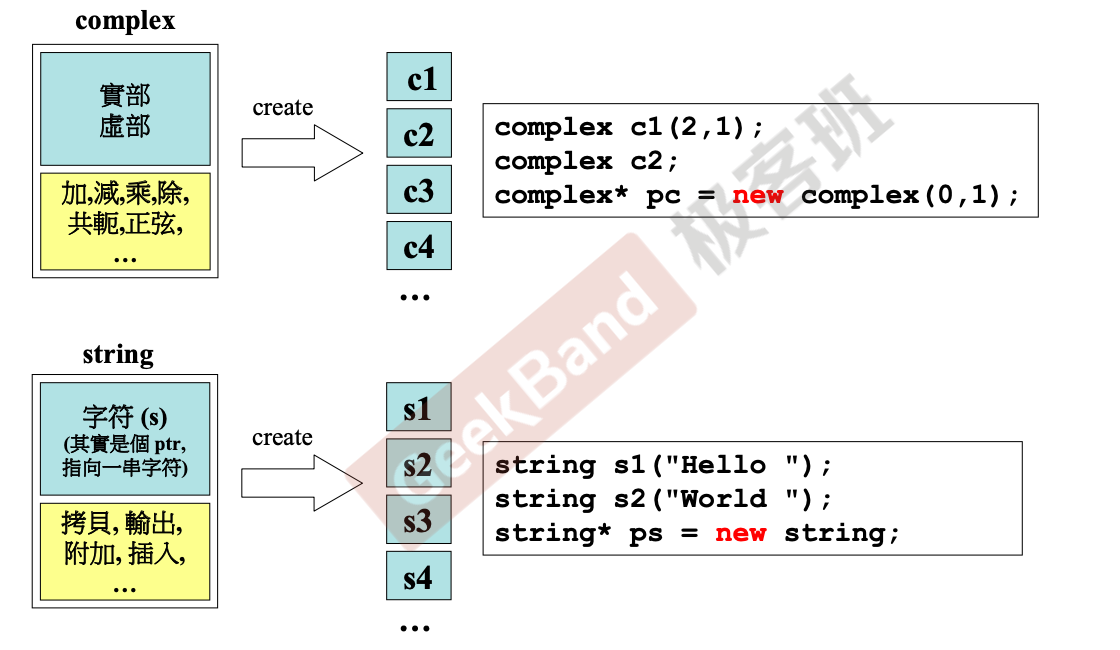 complex
實部
虛部
加,減,乘,除,
共軛,正弦,
…
create
c1
c2
c3
c4
…
complex c1(2,1);
complex c2;
complex* pc = new complex(0,1);
string
字符 (s)
(其實是個 ptr,
指向一串字符)
拷貝, 輸出,
附加, 插入,
…
create
s1
s2
s3
s4
…
string s1("Hello ");
string s2("World ");
string* ps = new string;
GeekBand 极客班